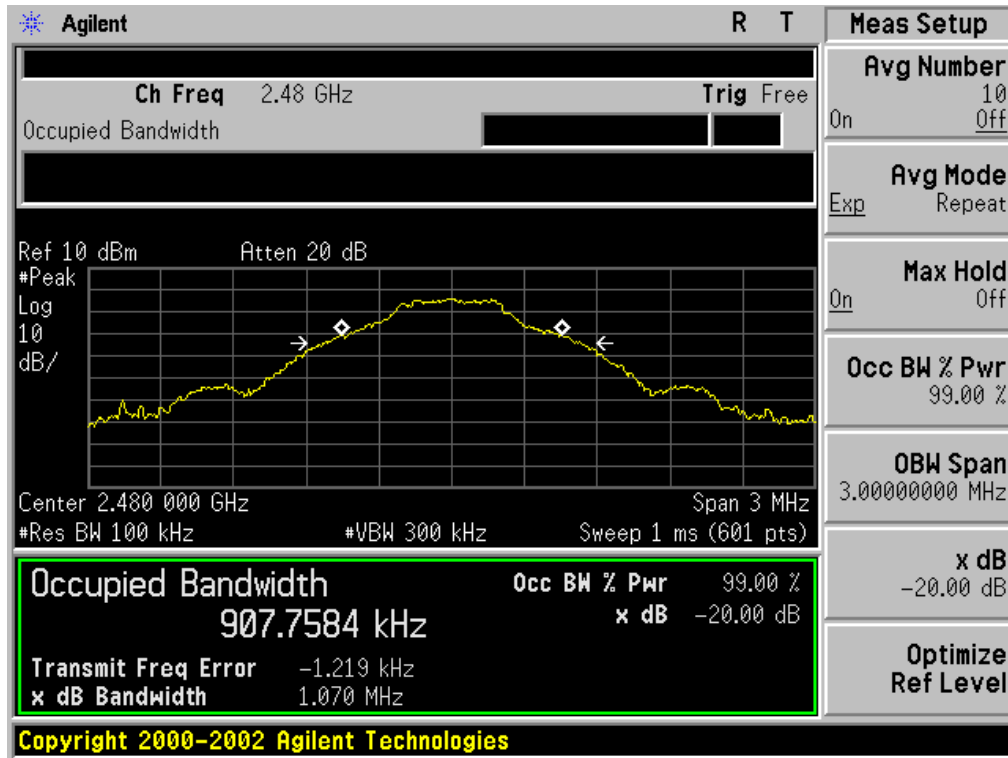 Agilent R T
Ch Freq 2.48 GHz Trig Free
Occupied Bandwidth
Ref 10 dBm Atten 20 dB
#Peak
Log
10
dB/
Center 2.480 000 GHz Span 3 MHz
#Res BW 100 kHz #VBW 300 kHz Sweep 1 ms (601 pts)
Occupied Bandwidth Occ BW % Pwr 99.00 %
907.7584 kHz x dB -20.00 dB
Transmit Freq Error -1.219 kHz
x dB Bandwidth 1.070 MHz
Copyright 2000-2002 Agilent Technologies
Meas Setup
Avg Number
10
On Off
Avg Mode
Exp Repeat
Max Hold
On Off
Occ BW % Pwr
99.00 %
OBW Span
3.00000000 MHz
x dB
-20.00 dB
Optimize
Ref Level